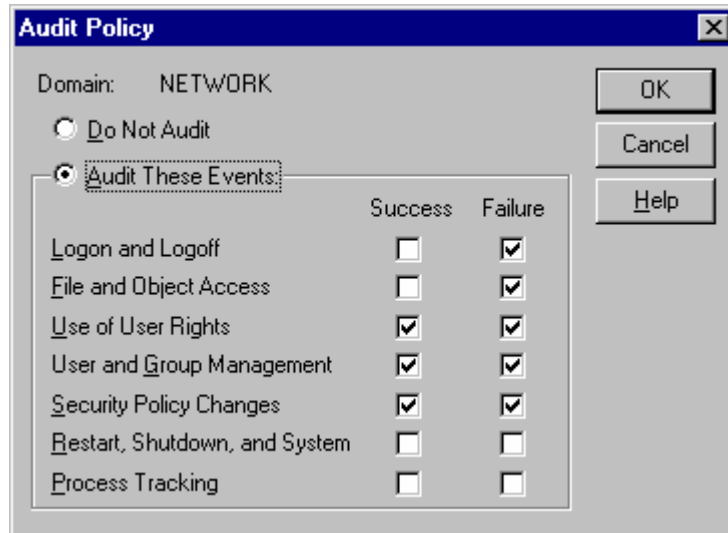 Audit Policy
Domain: NETWORK
OK
Do Not Audit
Cancel
Audit These Events:
Help
Success Failure
Logon and Logoff
File and Object Access
Use of User Rights
User and Group Management
Security Policy Changes
Restart, Shutdown, and System
Process Tracking